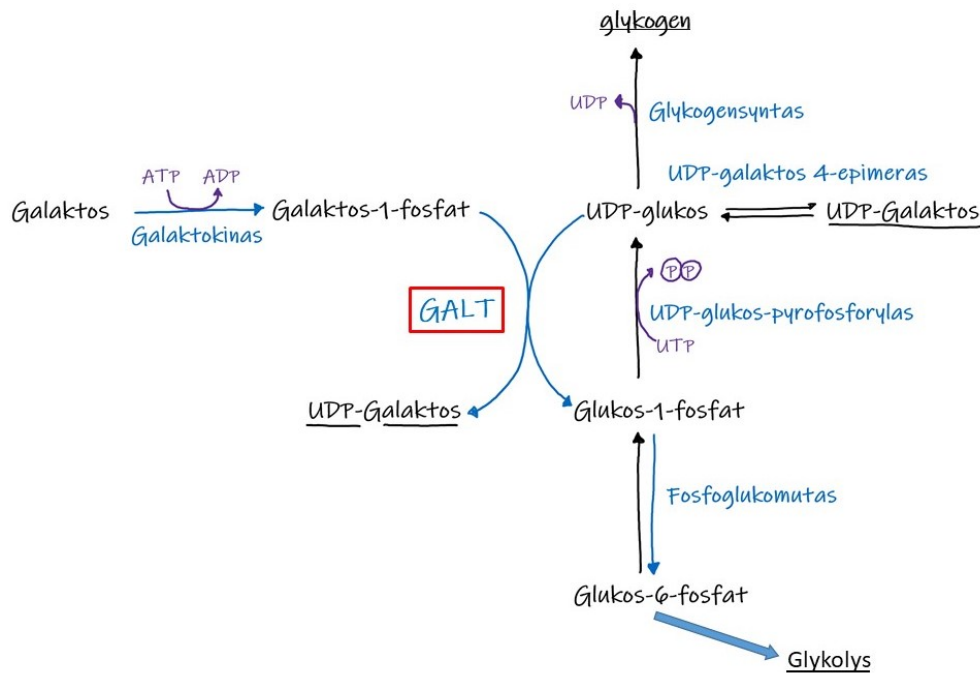 glykogen
UDP
Glykogensyntas
ATP ADP
UDP-galaktos 4-epimeras
Galaktos
Galaktos-1-fosfat
UDP-glukos
UDP-Galaktos
Galaktokinas
P P
GALT
UDP-glukos-pyrofosforylas
UTP
UDP-Galaktos
Glukos-1-fosfat
Fosfoglukomutas
Glukos-6-fosfat
Glykolys